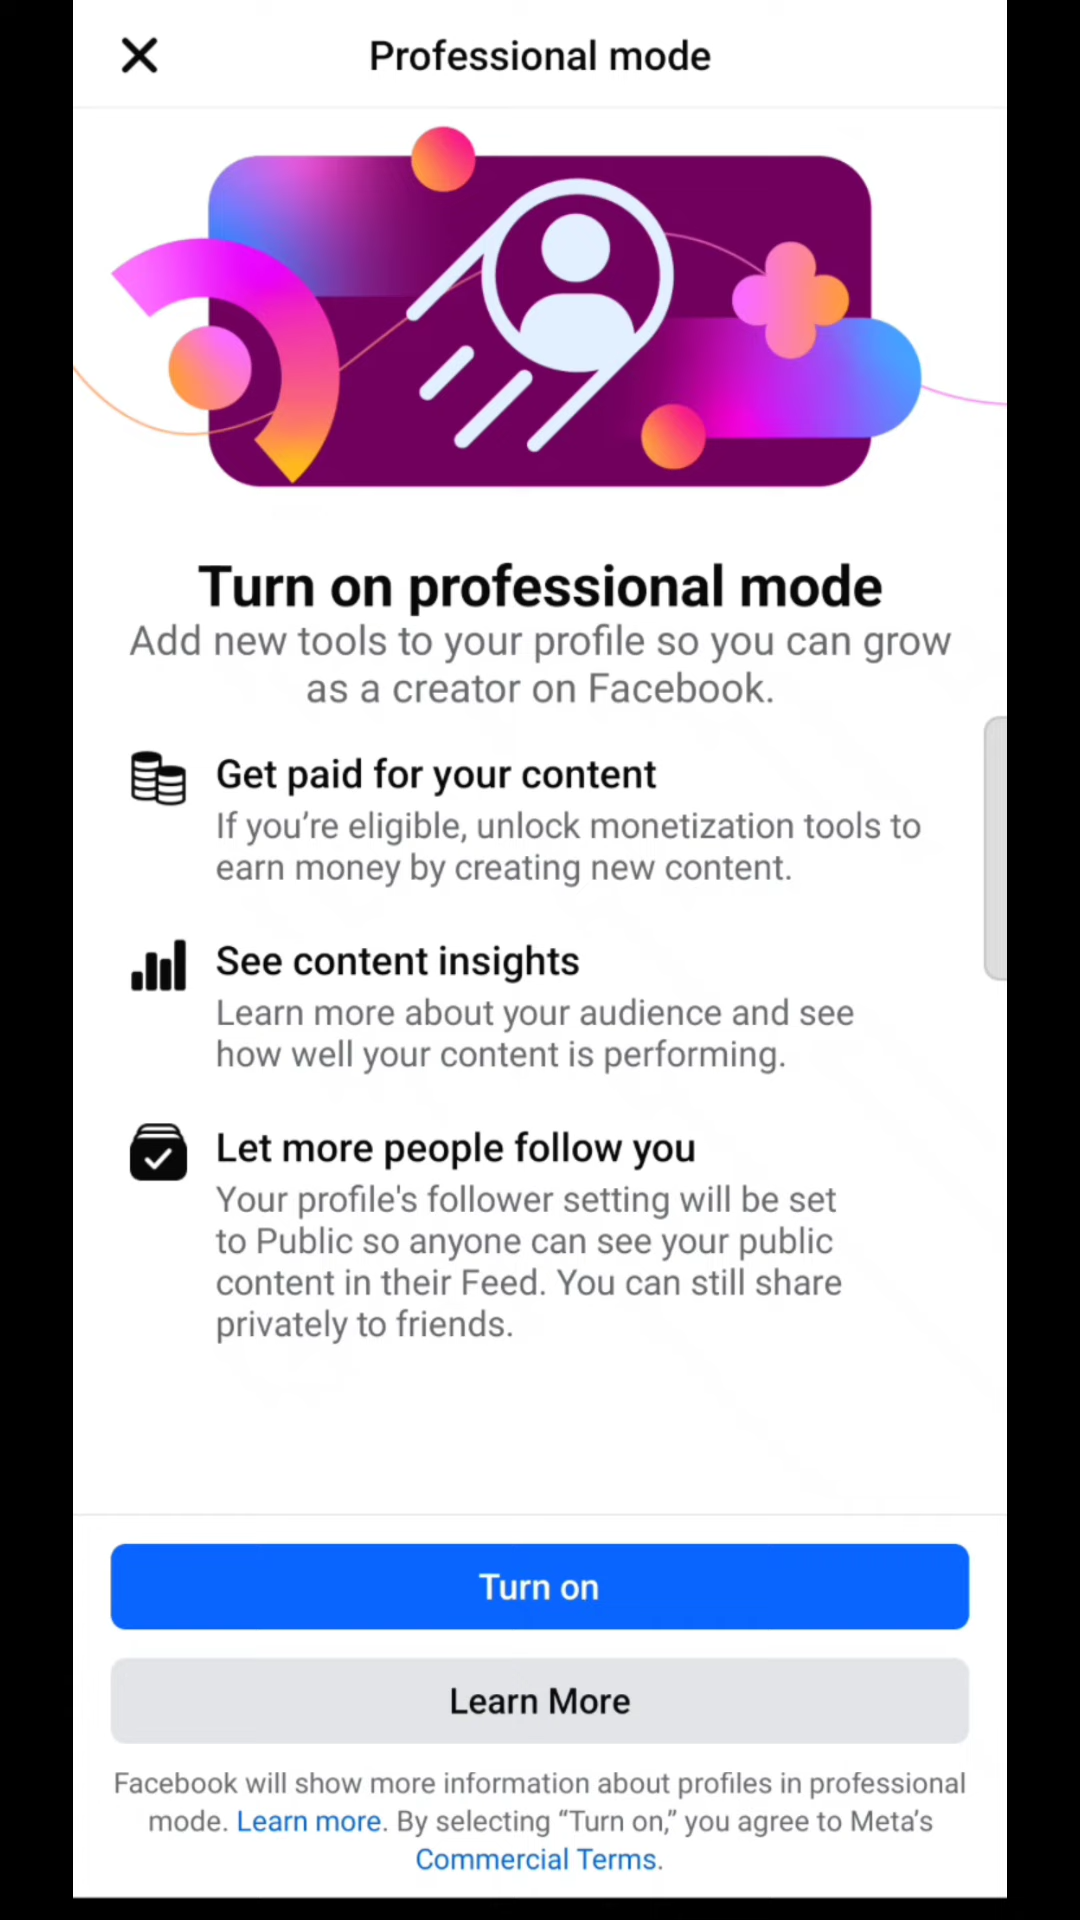 Professional mode
Turn on professional mode
Add new tools to your profile so you can grow
as a creator on Facebook.
Get paid for your content
If you’re eligible, unlock monetization tools to
earn money by creating new content.
See content insights
Learn more about your audience and see
how well your content is performing.
Let more people follow you
Your profile's follower setting will be set
to Public so anyone can see your public
content in their Feed. You can still share
privately to friends.
Turn on
Learn More
Facebook will show more information about profiles in professional
mode. Learn more. By selecting “Turn on,” you agree to Meta’s
Commercial Terms.